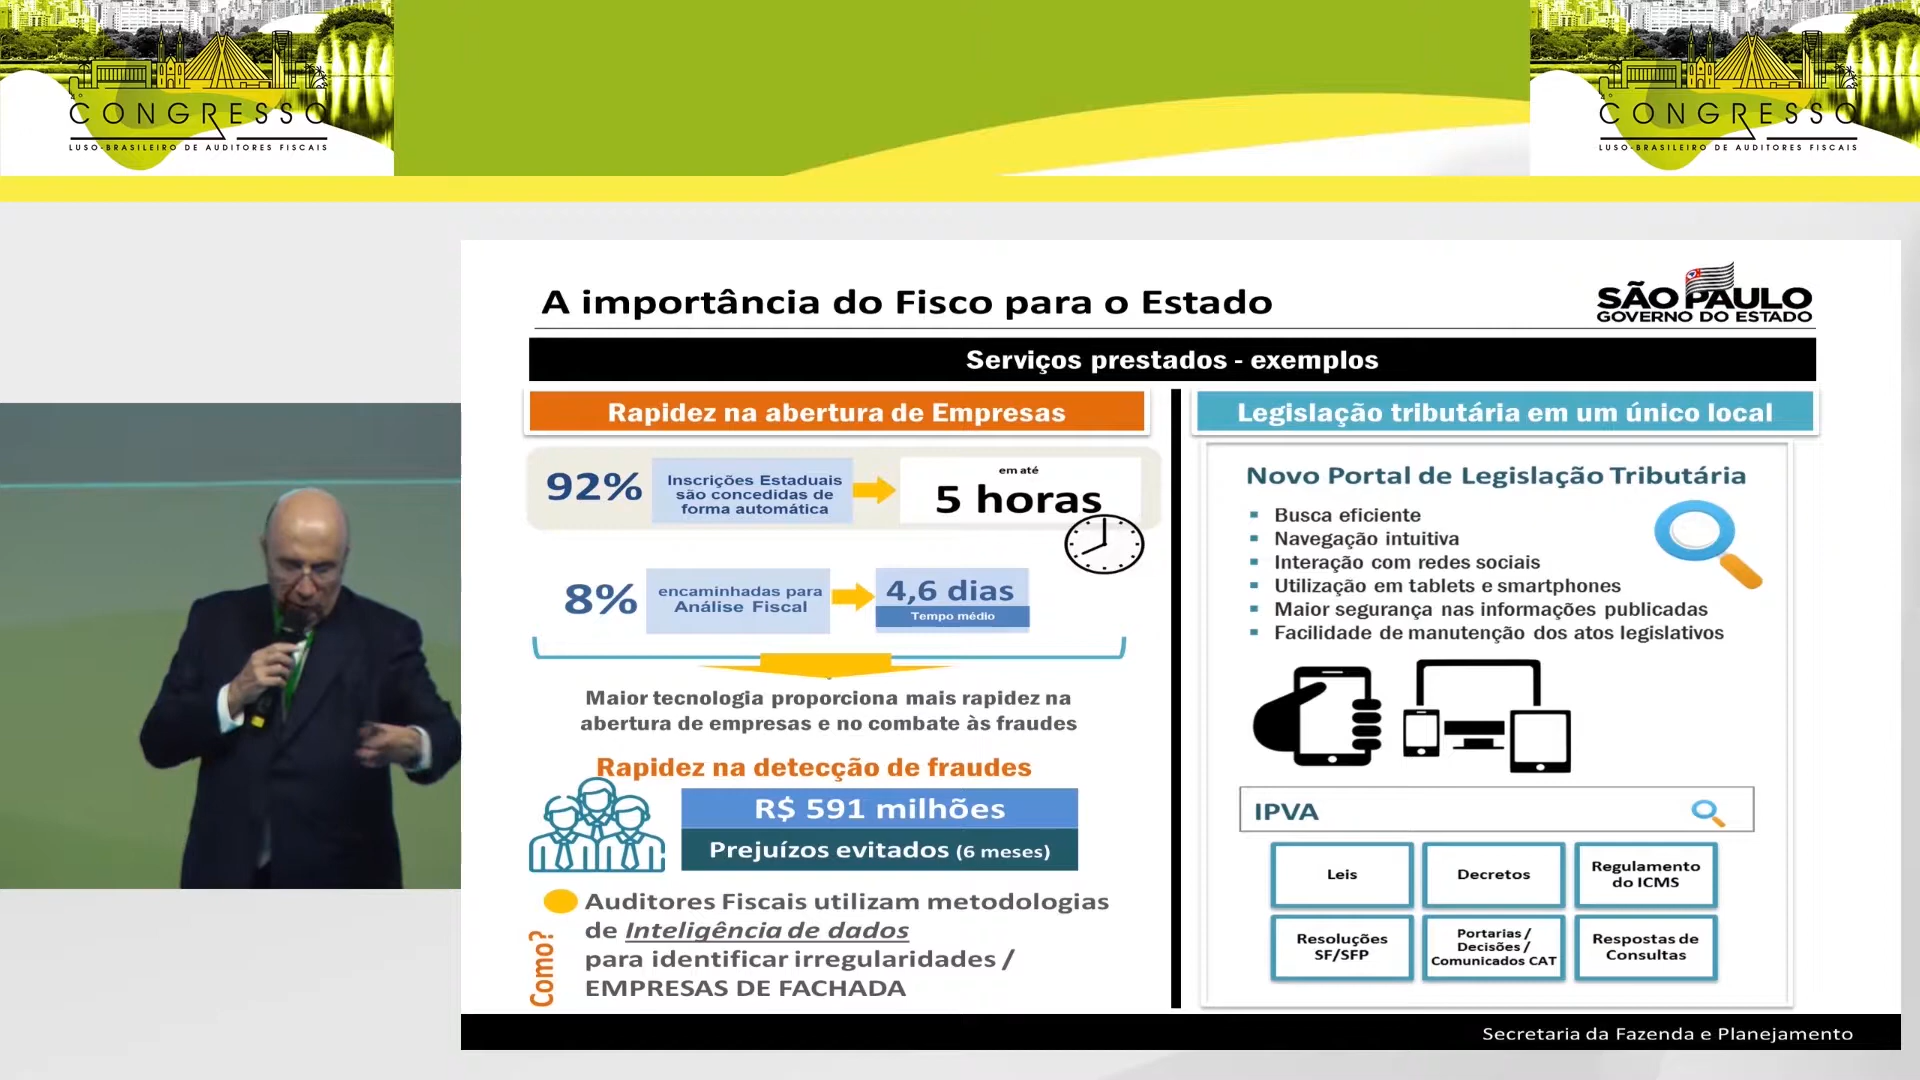 4º
CONGRESSO
LUSO-BRASILEIRO DE AUDITORES FISCAIS
4º
CONGRESSO
LUSO-BRASILEIRO DE AUDITORES FISCAIS
A importância do Fisco para o Estado
SÃO PAULO
GOVERNO DO ESTADO
Serviços prestados - exemplos
Rapidez na abertura de Empresas
92%
Inscrições Estaduais
são concedidas de
forma automática
em até
5 horas
8%
encaminhadas para
Análise Fiscal
4,6 dias
Tempo médio
Maior tecnologia proporciona mais rapidez na
abertura de empresas e no combate às fraudes
Rapidez na detecção de fraudes
R$ 591 milhões
Prejuízos evitados (6 meses)
Como?
Auditores Fiscais utilizam metodologias
de Inteligência de dados
para identificar irregularidades /
EMPRESAS DE FACHADA
Legislação tributária em um único local
Novo Portal de Legislação Tributária
▪ Busca eficiente
▪ Navegação intuitiva
▪ Interação com redes sociais
▪ Utilização em tablets e smartphones
▪ Maior segurança nas informações publicadas
▪ Facilidade de manutenção dos atos legislativos
IPVA
Leis
Decretos
Regulamento
do ICMS
Resoluções
SF/SFP
Portarias /
Decisões /
Comunicados CAT
Respostas de
Consultas
Secretaria da Fazenda e Planejamento